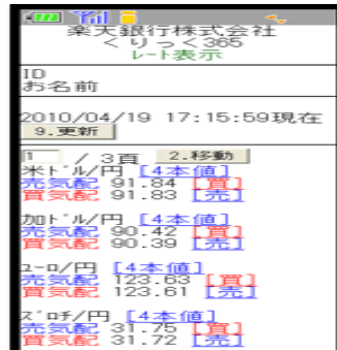 楽天銀行株式会社
くりっく365
ﾚｰﾄ表示
ID
お名前
2010/04/19 17:15:59現在
9.更新
1 / 3頁 2.移動
米ﾄﾞﾙ/円 [4本値]
売気配 91.84 [買]
買気配 91.83 [売]
加ﾄﾞﾙ/円 [4本値]
売気配 90.42 [買]
買気配 90.39 [売]
ﾕｰﾛ/円 [4本値]
売気配 123.63 [買]
買気配 123.61 [売]
ｽﾞﾛﾁ/円 [4本値]
売気配 31.75 [買]
買気配 31.72 [売]